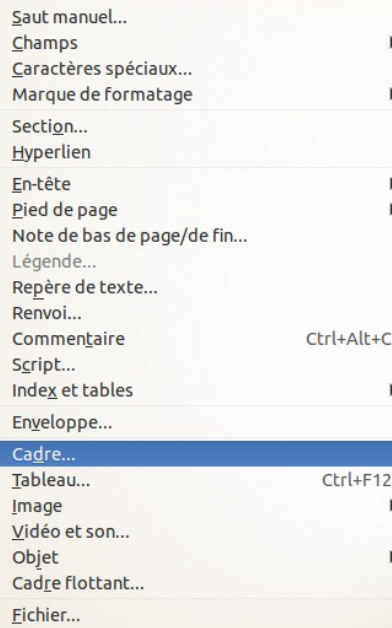 Saut manuel...
Champs
Caractères spéciaux...
Marque de formatage
Section...
Hyperlien
En-tête
Pied de page
Note de bas de page/de fin...
Légende...
Repère de texte...
Renvoi...
Commentaire Ctrl+Alt+C
Script...
Index et tables
Enveloppe...
Cadre...
Tableau... Ctrl+F12
Image
Vidéo et son...
Objet
Cadre flottant...
Fichier...